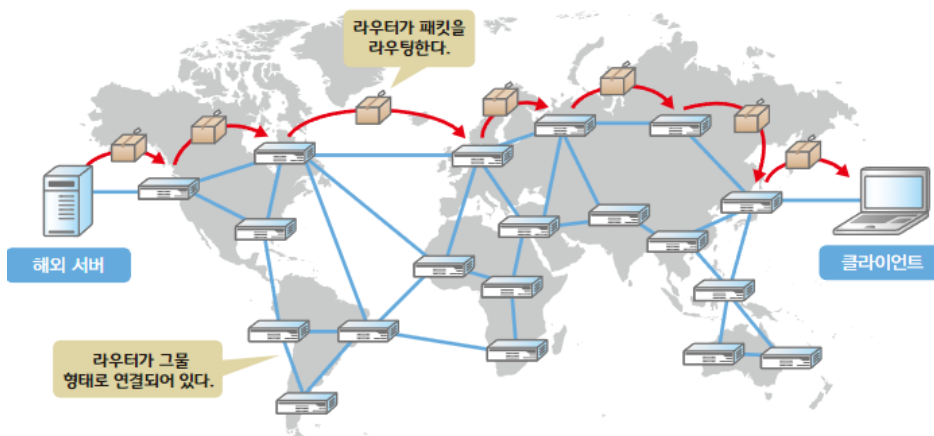 라우터가 패킷을
라우팅한다.
해외 서버
클라이언트
라우터가 그물
형태로 연결되어 있다.